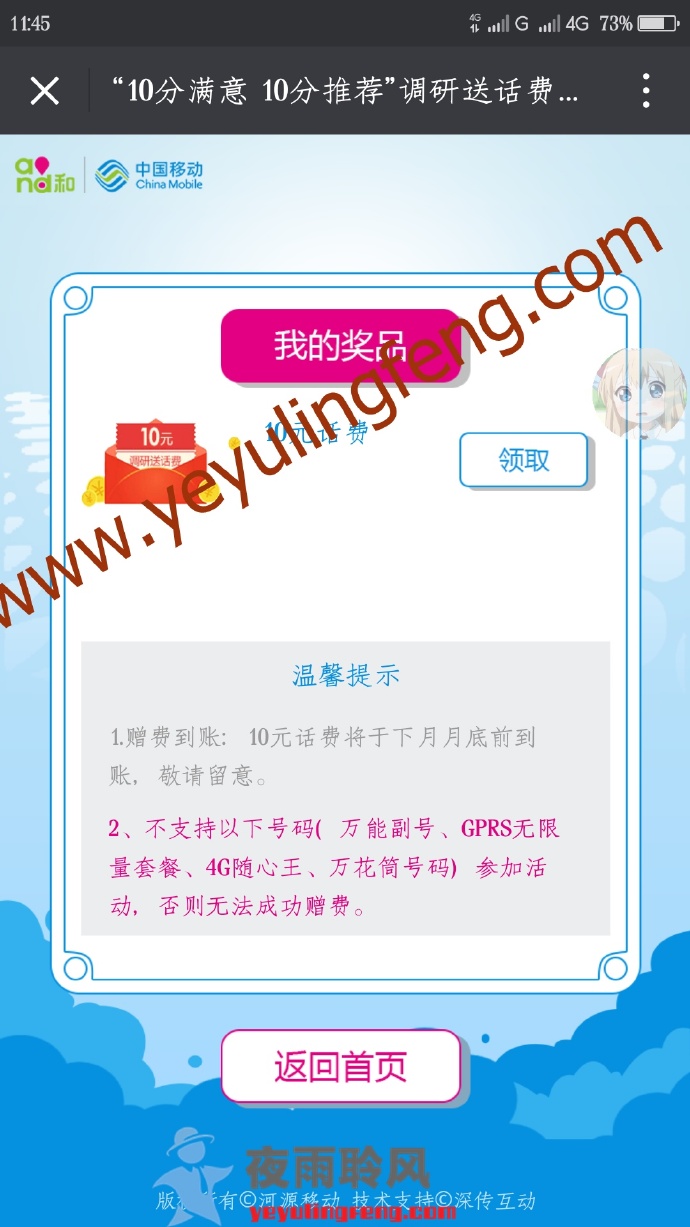 11:45
4G G 4G 73%
“10分满意 10分推荐”调研送话费...
and和 中国移动
China Mobile
我的奖品
10元
调研送话费
10元话费
领取
www.yeyulingfeng.com
温馨提示
1.赠费到账: 10元话费将于下月月底前到
账, 敬请留意。
2、不支持以下号码( 万能副号、GPRS无限
量套餐、4G随心王、万花筒号码) 参加活
动, 否则无法成功赠费。
返回首页
夜雨聆风
版权所有©河源移动 技术支持©深传互动
yeyulingfeng.com